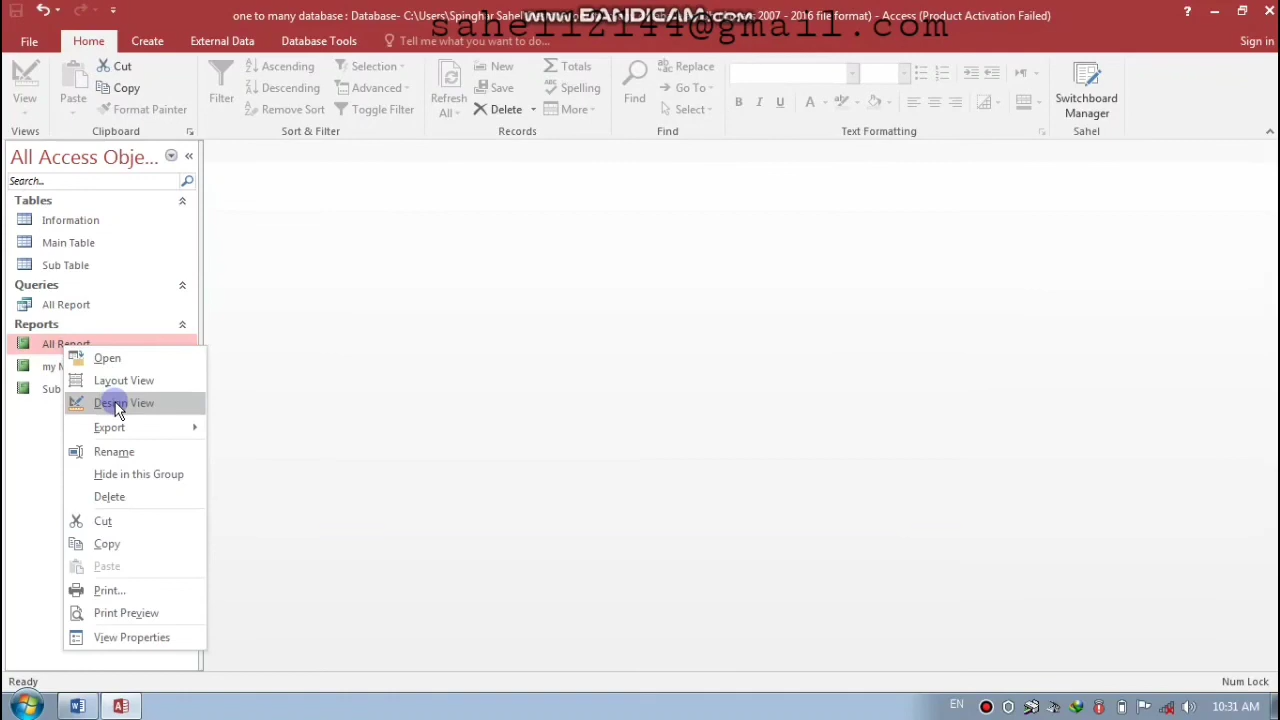 one to many database : Database- C:\Users\Spinghar Sahel 2007 - 2016 file format) - Access (Product Activation Failed)
www.BANDICAM.com
sahel12144@gmail.com
File Home Create External Data Database Tools Tell me what you want to do... Sign in
View
Views
Paste
Cut
Copy
Format Painter
Clipboard
Filter
Ascending
Descending
Remove Sort
Selection
Advanced
Toggle Filter
Sort & Filter
Refresh
All
New
Save
Delete
Totals
Spelling
More
Records
Find
Replace
Go To
Select
Find
B I U A
Text Formatting
Switchboard
Manager
Sahel
All Access Obje...
Search...
Tables
Information
Main Table
Sub Table
Queries
All Report
Reports
All Report
my
Sub
Open
Layout View
Design View
Export
Rename
Hide in this Group
Delete
Cut
Copy
Paste
Print...
Print Preview
View Properties
Ready
Num Lock
EN
10:31 AM